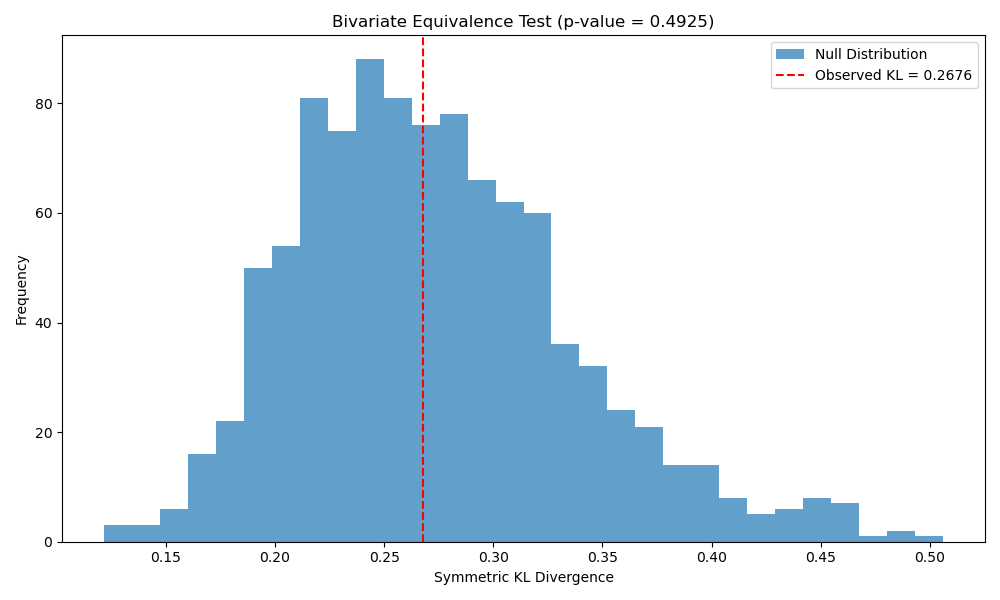 Bivariate Equivalence Test (p-value = 0.4925)
Null Distribution
Observed KL = 0.2676
Frequency
80
60
40
20
0
0.15 0.20 0.25 0.30 0.35 0.40 0.45 0.50
Symmetric KL Divergence